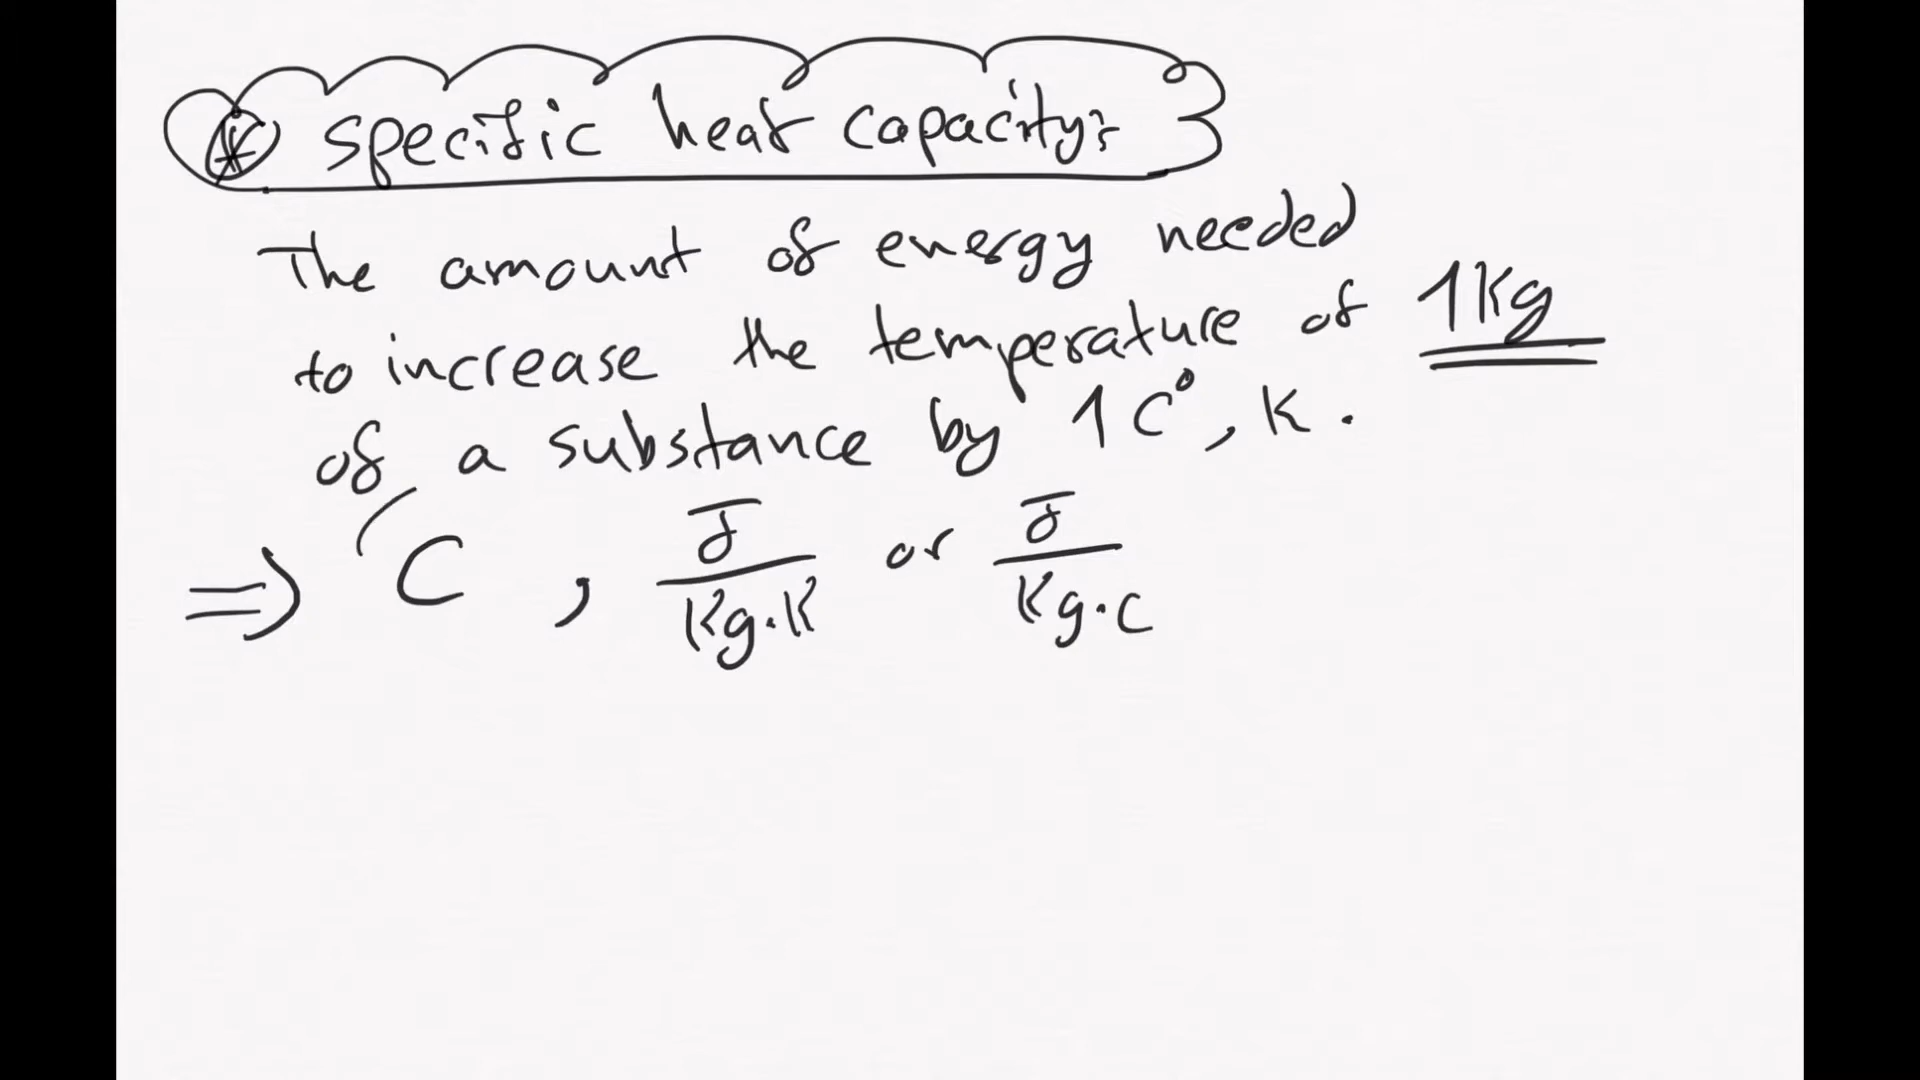 * specific heat capacity:
The amount of energy needed
to increase the temperature of 1Kg
of a substance by 1 C°, K.
⇒ C , J/Kg·K or J/Kg·C